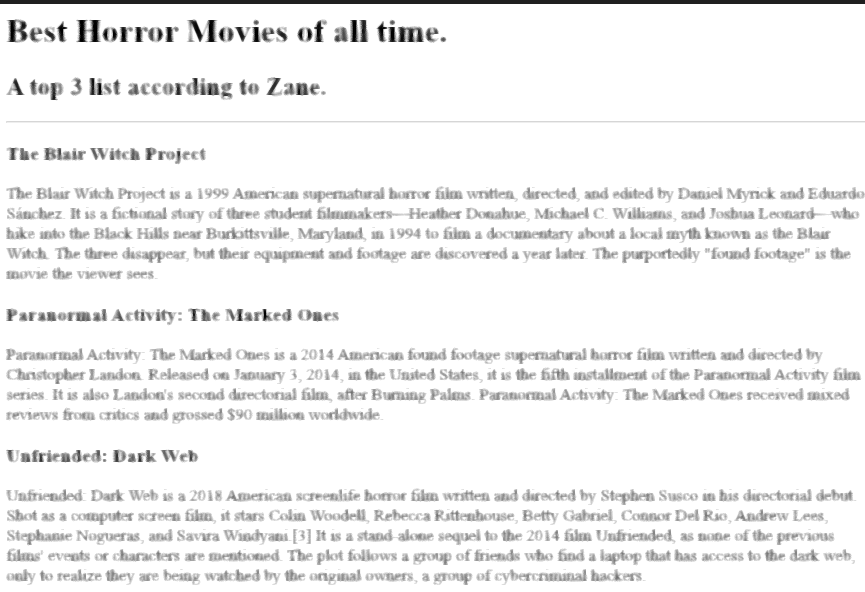 Best Horror Movies of all time.
A top 3 list according to Zane.
The Blair Witch Project
The Blair Witch Project is a 1999 American supernatural horror film written, directed, and edited by Daniel Myrick and Eduardo
Sánchez. It is a fictional story of three student filmmakers—Heather Donahue, Michael C. Williams, and Joshua Leonard—who
hike into the Black Hills near Burkittsville, Maryland, in 1994 to film a documentary about a local myth known as the Blair
Witch. The three disappear, but their equipment and footage are discovered a year later. The purportedly "found footage" is the
movie the viewer sees.
Paranormal Activity: The Marked Ones
Paranormal Activity: The Marked Ones is a 2014 American found footage supernatural horror film written and directed by
Christopher Landon. Released on January 3, 2014, in the United States, it is the fifth installment of the Paranormal Activity film
series. It is also Landon's second directorial film, after Burning Palms. Paranormal Activity: The Marked Ones received mixed
reviews from critics and grossed $90 million worldwide.
Unfriended: Dark Web
Unfriended: Dark Web is a 2018 American screenlife horror film written and directed by Stephen Susco in his directorial debut.
Shot as a computer screen film, it stars Colin Woodell, Rebecca Rittenhouse, Betty Gabriel, Connor Del Rio, Andrew Lees,
Stephanie Nogueras, and Savira Windyani.[3] It is a stand-alone sequel to the 2014 film Unfriended, as none of the previous
films' events or characters are mentioned. The plot follows a group of friends who find a laptop that has access to the dark web,
only to realize they are being watched by the original owners, a group of cybercriminal hackers.